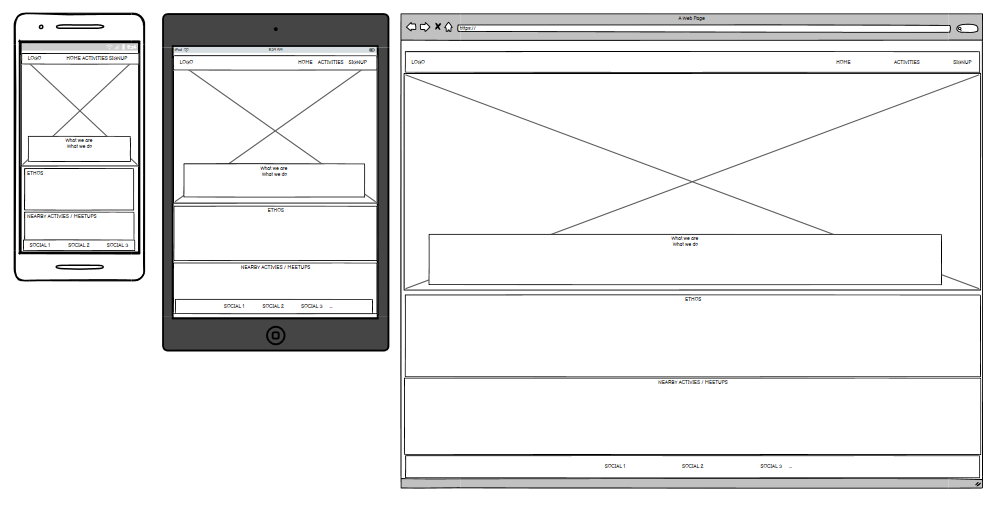 LOGO HOME ACTIVITIES SIGNUP
What we are
What we do
ETHOS
NEARBY ACTIVIES / MEETUPS
SOCIAL 1 SOCIAL 2 SOCIAL 3
iPad
LOGO HOME ACTIVITIES SIGNUP
What we are
What we do
ETHOS
NEARBY ACTIVIES / MEETUPS
SOCIAL 1 SOCIAL 2 SOCIAL 3 ...
A Web Page
https://
LOGO HOME ACTIVITIES SIGNUP
What we are
What we do
ETHOS
NEARBY ACTIVIES / MEETUPS
SOCIAL 1 SOCIAL 2 SOCIAL 3 ...